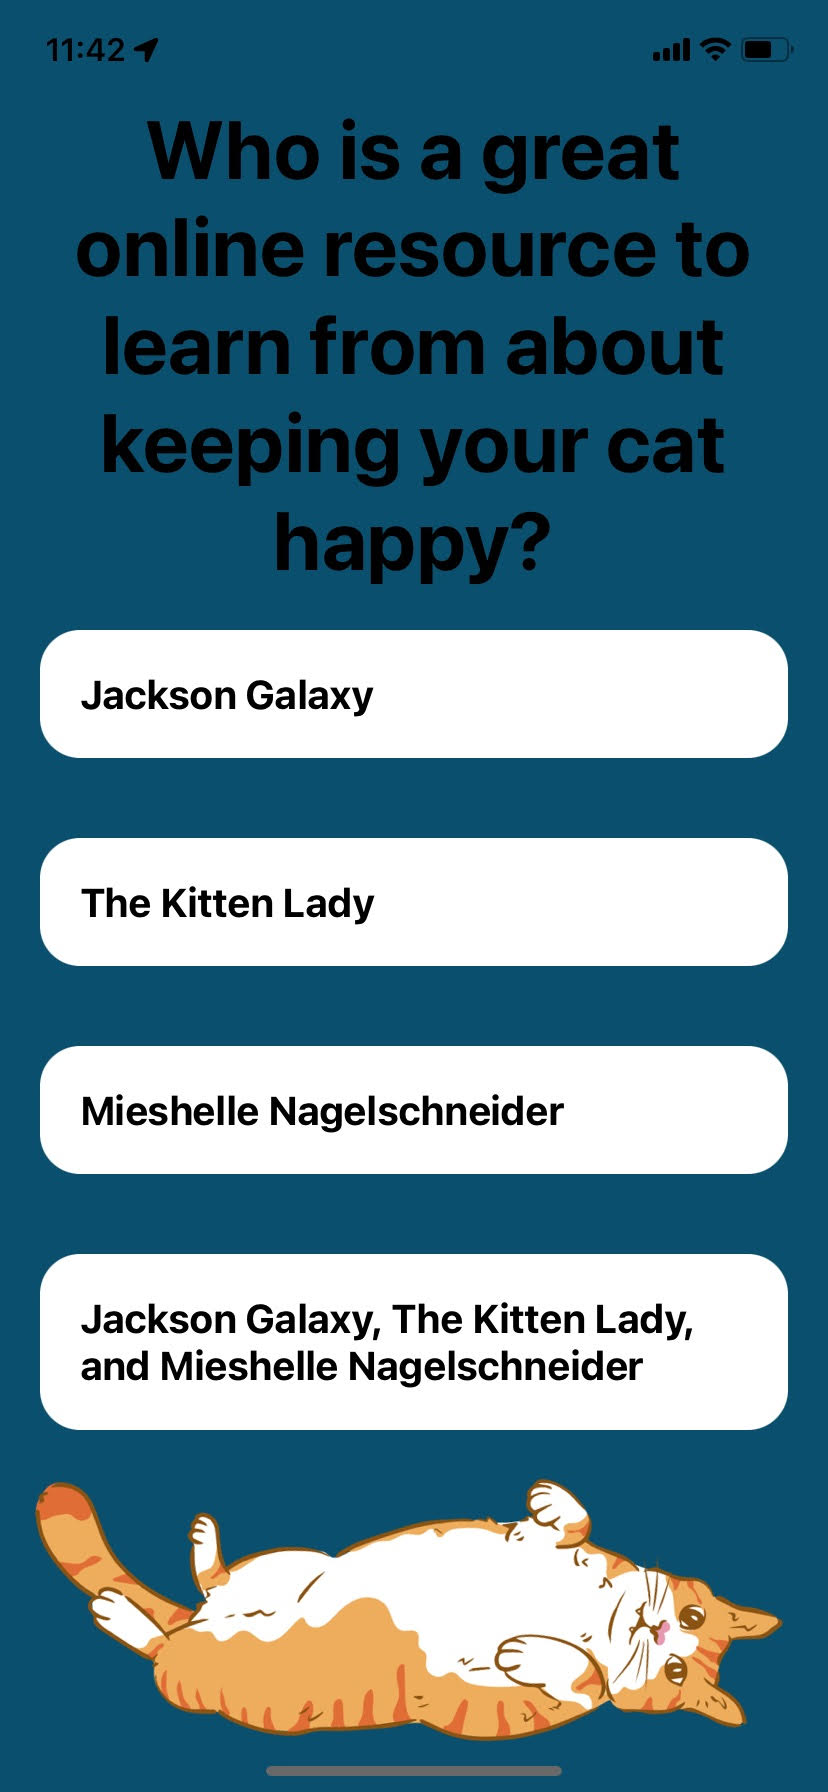 11:42
Who is a great
online resource to
learn from about
keeping your cat
happy?
Jackson Galaxy
The Kitten Lady
Mieshelle Nagelschneider
Jackson Galaxy, The Kitten Lady,
and Mieshelle Nagelschneider